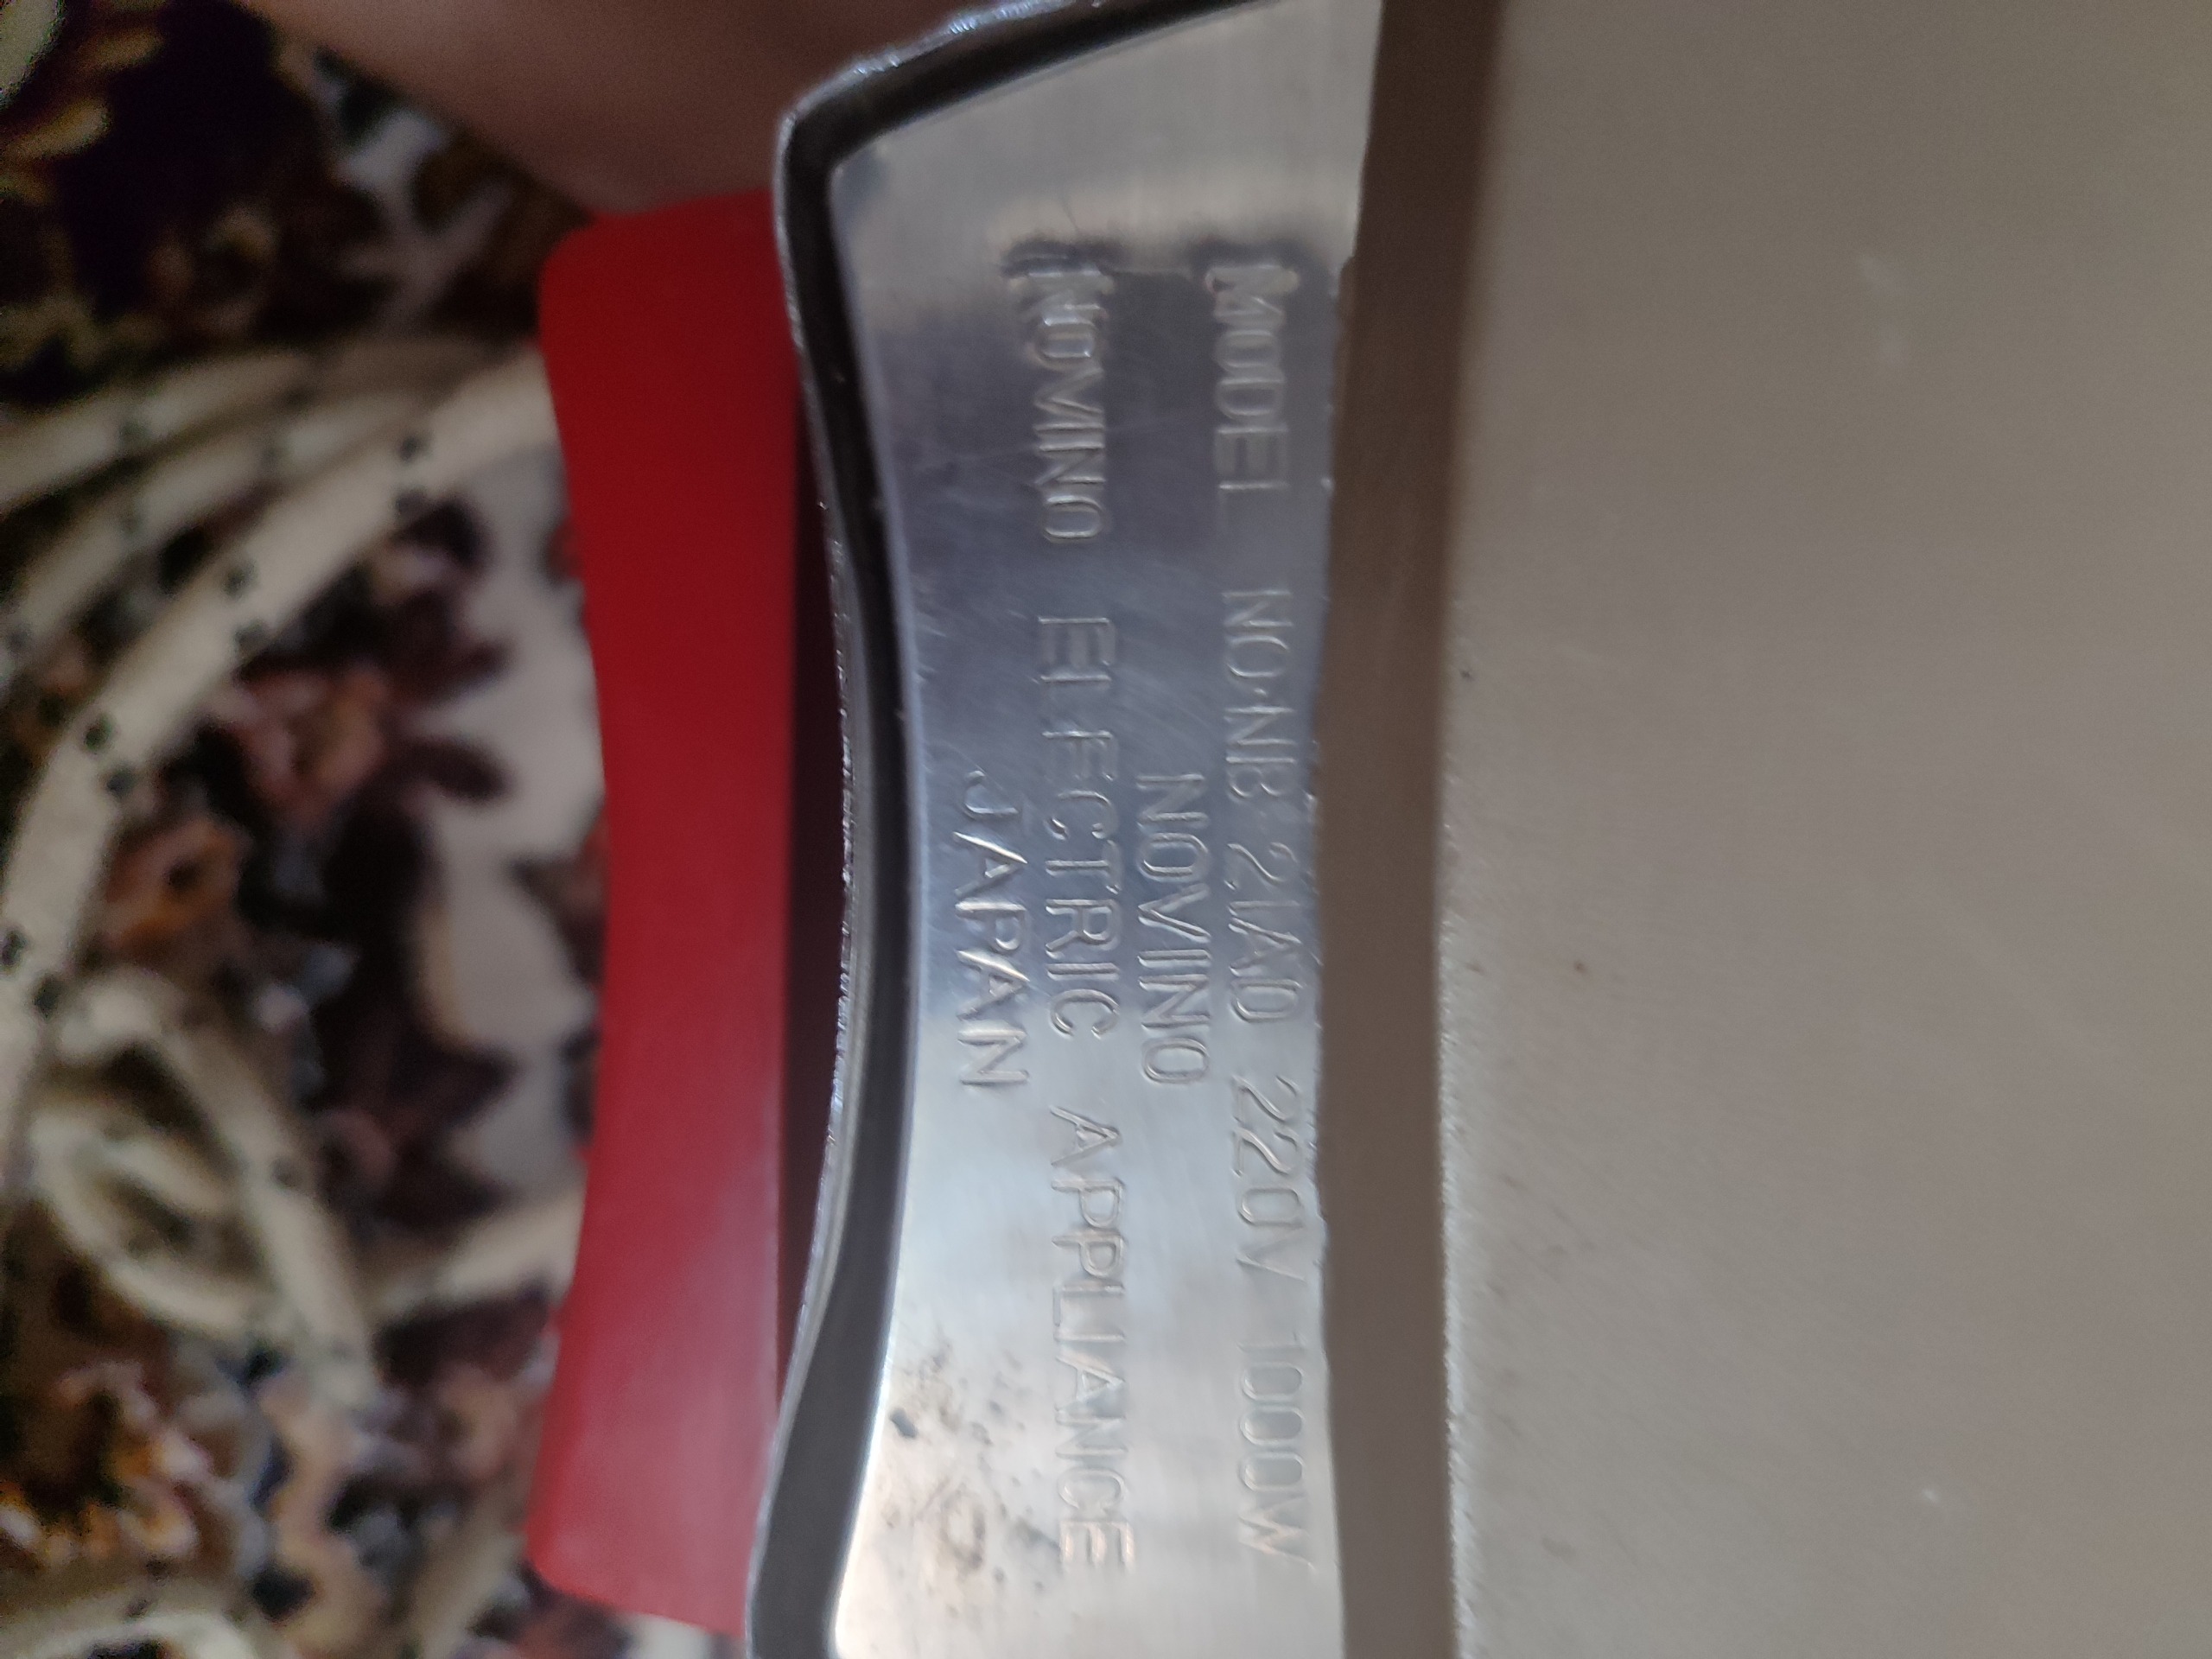 MODEL NO·NB 21AD 220V 1000W
NOVINO
NOVINO ELECTRIC APPLIANCE
JAPAN